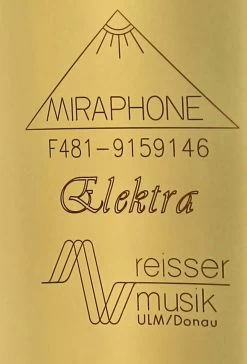 MIRAPHONE
F481-9159146
Elektra
reisser
musik
ULM/Donau